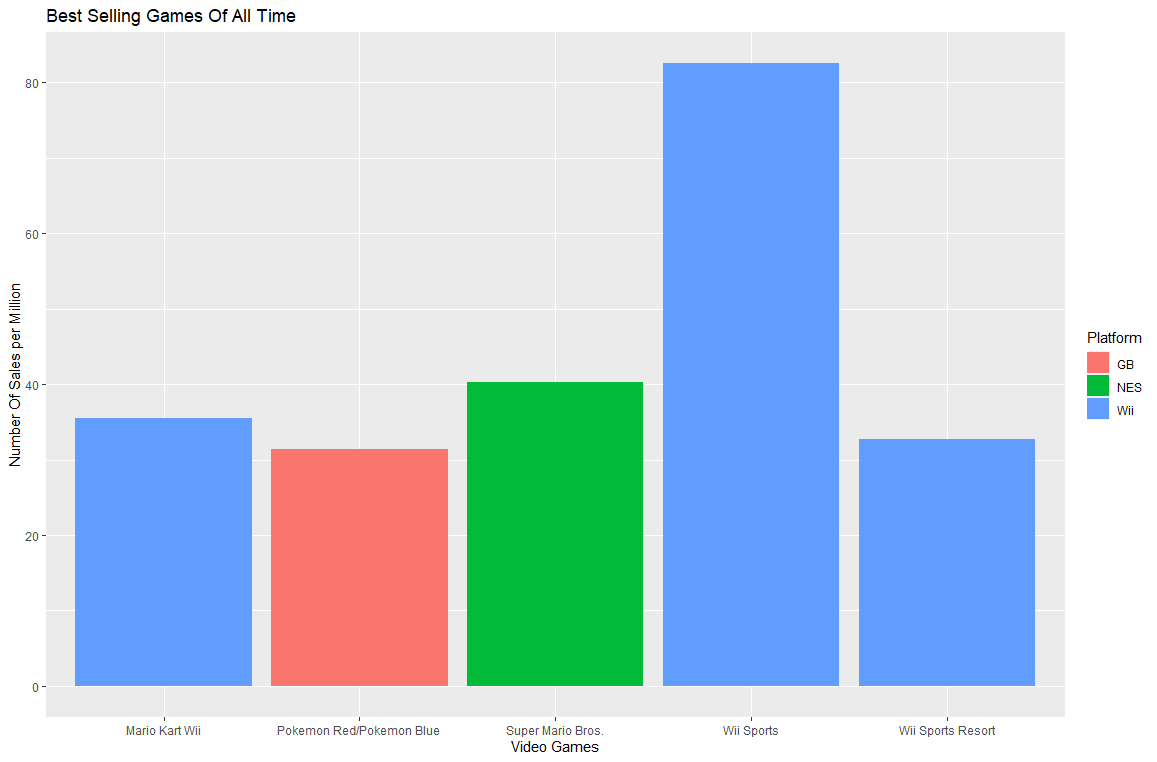 Best Selling Games Of All Time
Number Of Sales per Million
80
60
40
20
0
Mario Kart Wii
Pokemon Red/Pokemon Blue
Super Mario Bros.
Wii Sports
Wii Sports Resort
Video Games
Platform
GB
NES
Wii